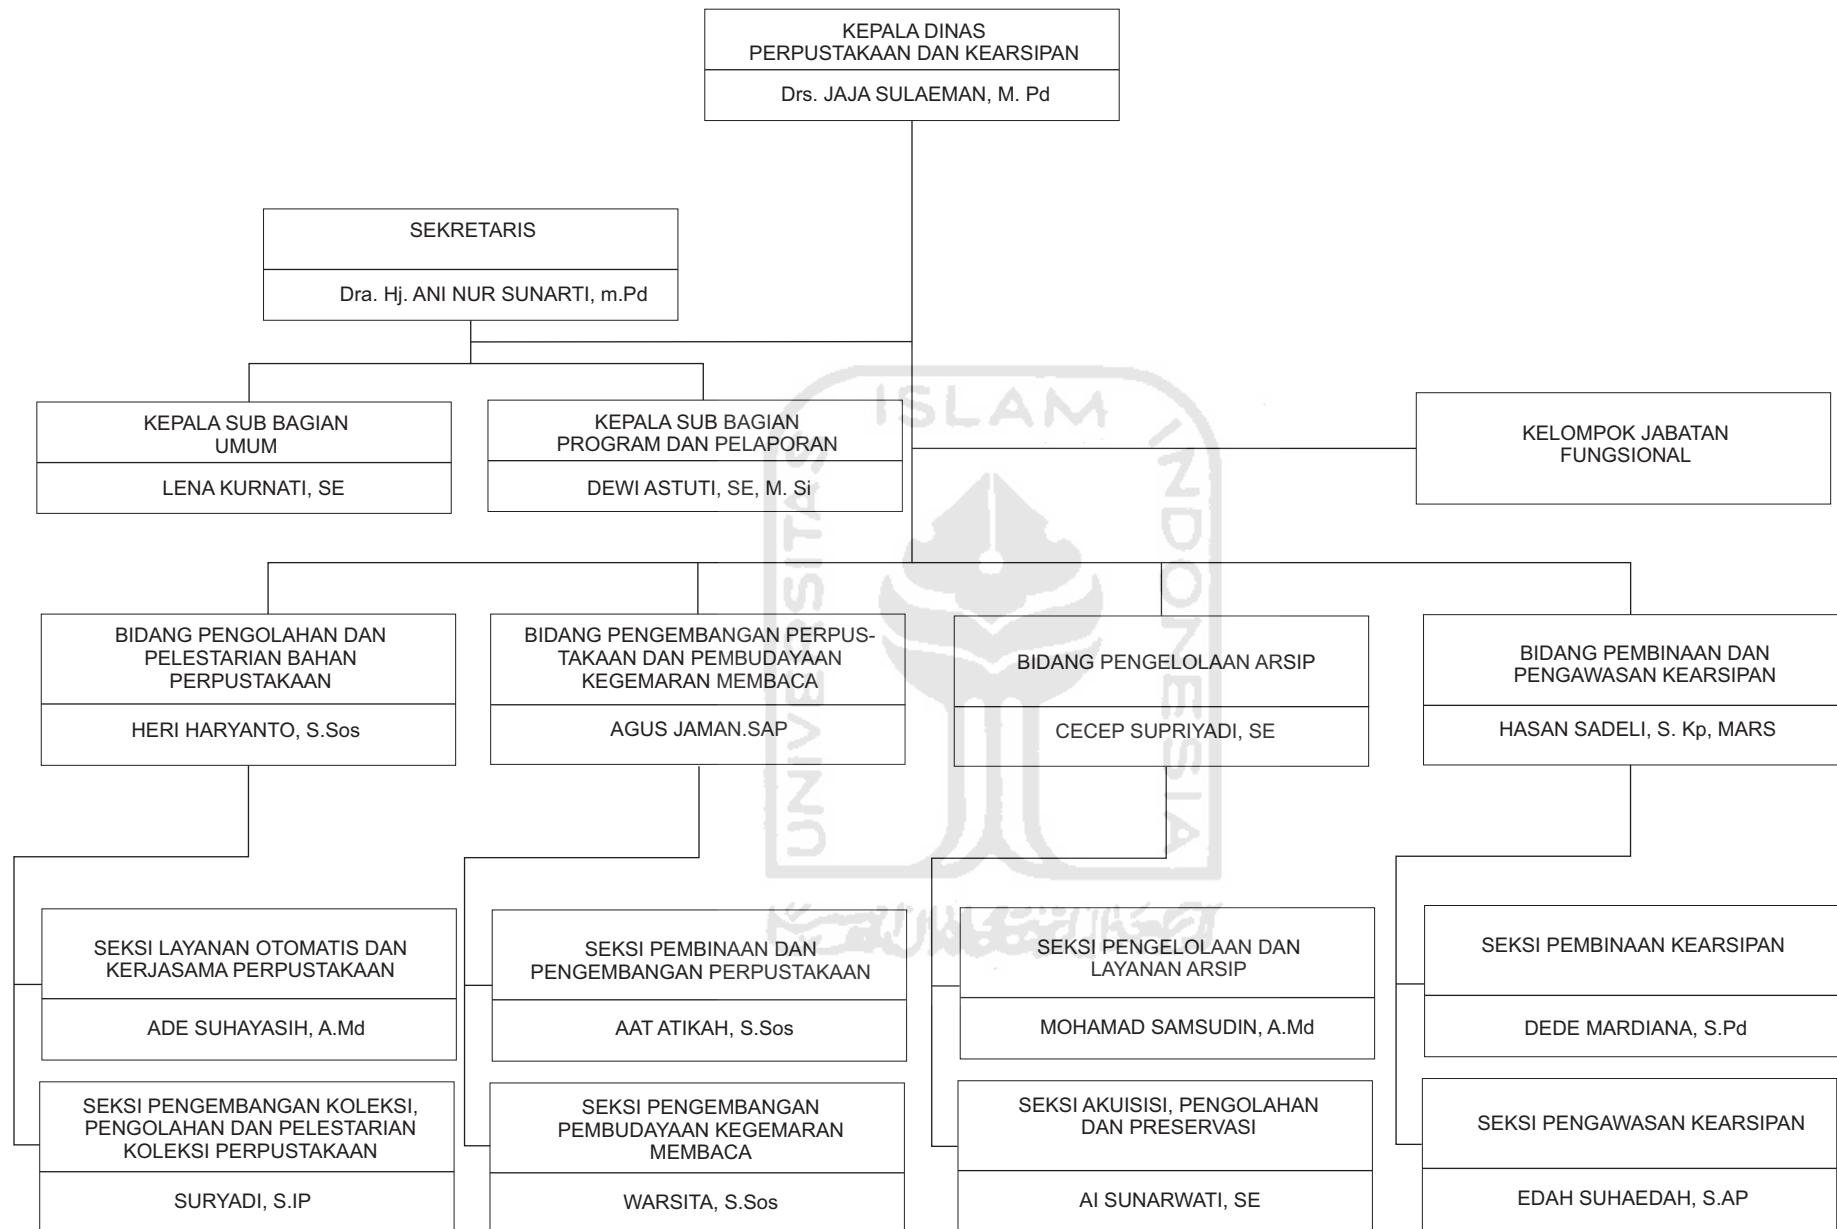 KEPALA DINAS
PERPUSTAKAAN DAN KEARSIPAN
Drs. JAJA SULAEMAN, M. Pd
SEKRETARIS
Dra. Hj. ANI NUR SUNARTI, m.Pd
KEPALA SUB BAGIAN
UMUM
LENA KURNATI, SE
KEPALA SUB BAGIAN
PROGRAM DAN PELAPORAN
DEWI ASTUTI, SE, M. Si
KELOMPOK JABATAN
FUNGSIONAL
BIDANG PENGOLAHAN DAN
PELESTARIAN BAHAN
PERPUSTAKAAN
HERI HARYANTO, S.Sos
BIDANG PENGEMBANGAN PERPUS-
TAKAAN DAN PEMBUDAYAAN
KEGEMARAN MEMBACA
AGUS JAMAN.SAP
BIDANG PENGELOLAAN ARSIP
CECEP SUPRIYADI, SE
BIDANG PEMBINAAN DAN
PENGAWASAN KEARSIPAN
HASAN SADELI, S. Kp, MARS
SEKSI LAYANAN OTOMATIS DAN
KERJASAMA PERPUSTAKAAN
ADE SUHAYASIH, A.Md
SEKSI PEMBINAAN DAN
PENGEMBANGAN PERPUSTAKAAN
AAT ATIKAH, S.Sos
SEKSI PENGELOLAAN DAN
LAYANAN ARSIP
MOHAMAD SAMSUDIN, A.Md
SEKSI PEMBINAAN KEARSIPAN
DEDE MARDIANA, S.Pd
SEKSI PENGEMBANGAN KOLEKSI,
PENGOLAHAN DAN PELESTARIAN
KOLEKSI PERPUSTAKAAN
SURYADI, S.IP
SEKSI PENGEMBANGAN
PEMBUDAYAAN KEGEMARAN
MEMBACA
WARSITA, S.Sos
SEKSI AKUISISI, PENGOLAHAN
DAN PRESERVASI
AI SUNARWATI, SE
SEKSI PENGAWASAN KEARSIPAN
EDAH SUHAEDAH, S.AP
UNIVERSITAS
ISLAM
INDONESIA